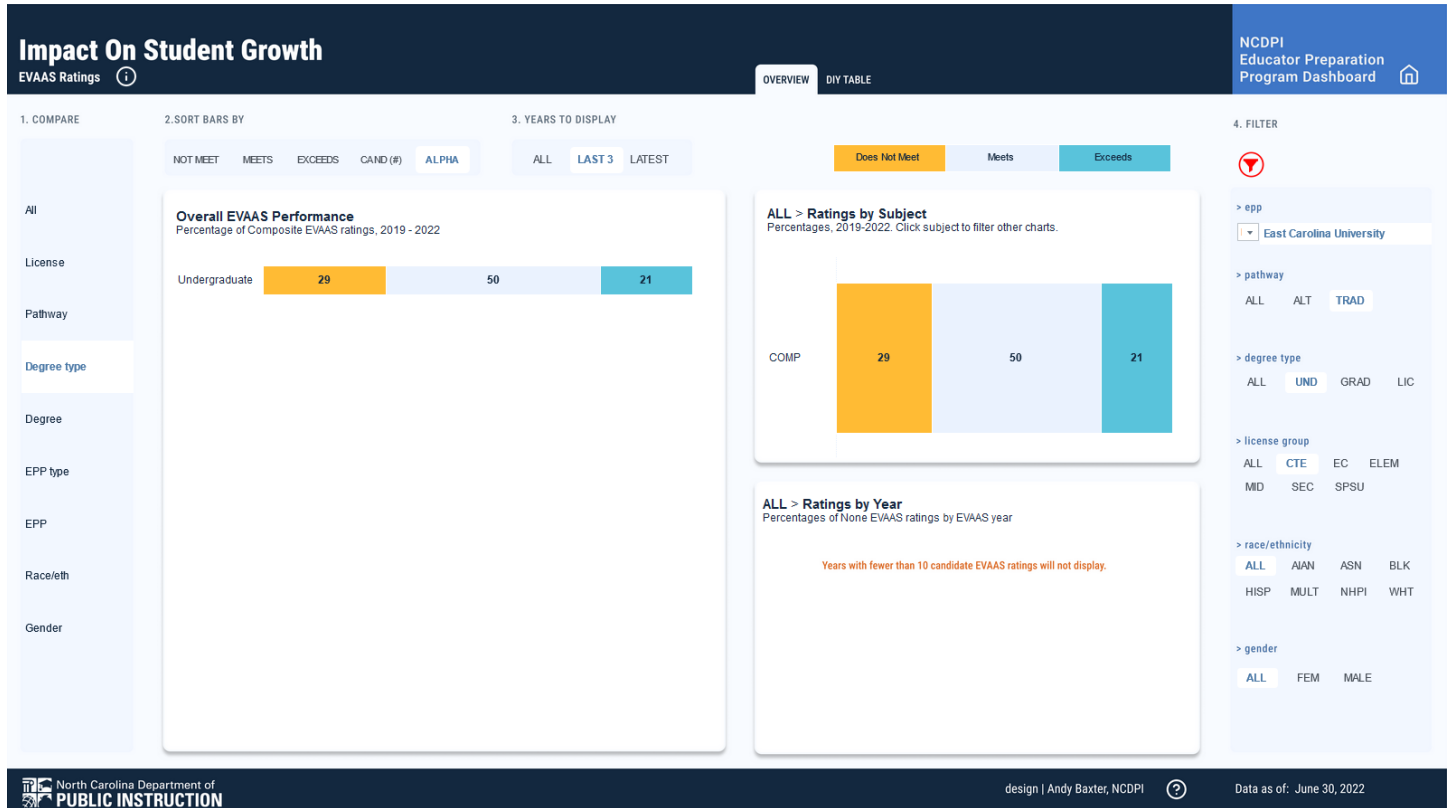 Impact On Student Growth
EVAAS Ratings i
OVERVIEW DIY TABLE
NCDPI
Educator Preparation
Program Dashboard
1. COMPARE
2.SORT BARS BY
3. YEARS TO DISPLAY
4. FILTER
NOT MEET MEETS EXCEEDS CAND (#) ALPHA
ALL LAST 3 LATEST
Does Not Meet Meets Exceeds
All
License
Pathway
Degree type
Degree
EPP type
EPP
Race/eth
Gender
Overall EVAAS Performance
Percentage of Composite EVAAS ratings, 2019 - 2022
Undergraduate 29 50 21
ALL > Ratings by Subject
Percentages, 2019-2022. Click subject to filter other charts.
COMP 29 50 21
ALL > Ratings by Year
Percentages of None EVAAS ratings by EVAAS year
Years with fewer than 10 candidate EVAAS ratings will not display.
> epp
East Carolina University
> pathway
ALL ALT TRAD
> degree type
ALL UND GRAD LIC
> license group
ALL CTE EC ELEM
MID SEC SPSU
> race/ethnicity
ALL AIAN ASN BLK
HISP MULT NHPI WHT
> gender
ALL FEM MALE
North Carolina Department of
PUBLIC INSTRUCTION
design | Andy Baxter, NCDPI ?
Data as of: June 30, 2022